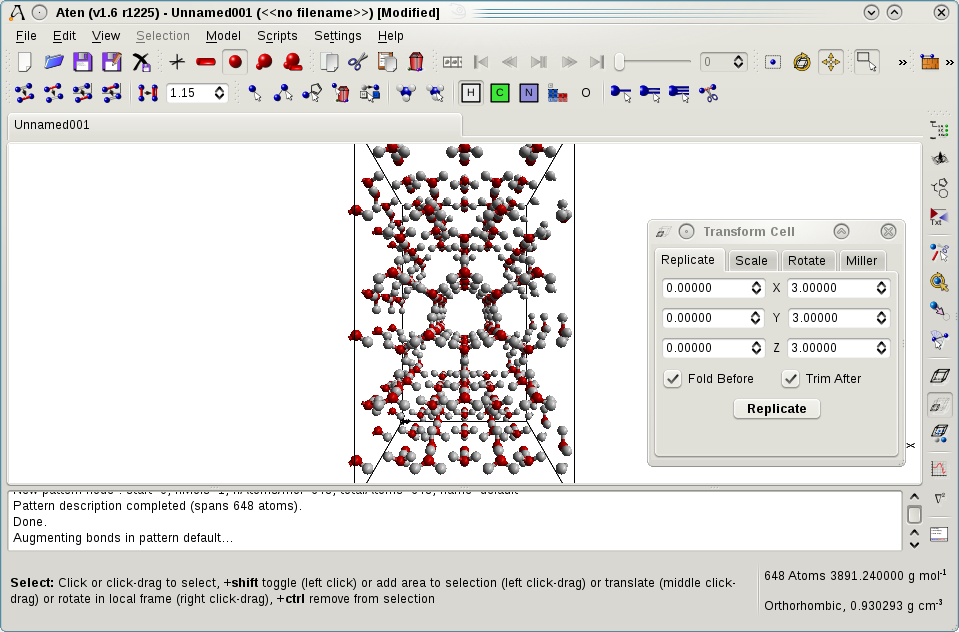 Aten (v1.6 r1225) - Unnamed001 (<<no filename>>) [Modified]
File Edit View Selection Model Scripts Settings Help
0
1.15 H C N O
Unnamed001
Txt
Transform Cell
Replicate Scale Rotate Miller
0.00000 X 3.00000
0.00000 Y 3.00000
0.00000 Z 3.00000
Fold Before Trim After
Replicate
Pattern description completed (spans 648 atoms).
Done.
Augmenting bonds in pattern default...
Select: Click or click-drag to select, +shift toggle (left click) or add area to selection (left click-drag) or translate (middle click-
drag) or rotate in local frame (right click-drag), +ctrl remove from selection
648 Atoms 3891.240000 g mol-1
Orthorhombic, 0.930293 g cm-3